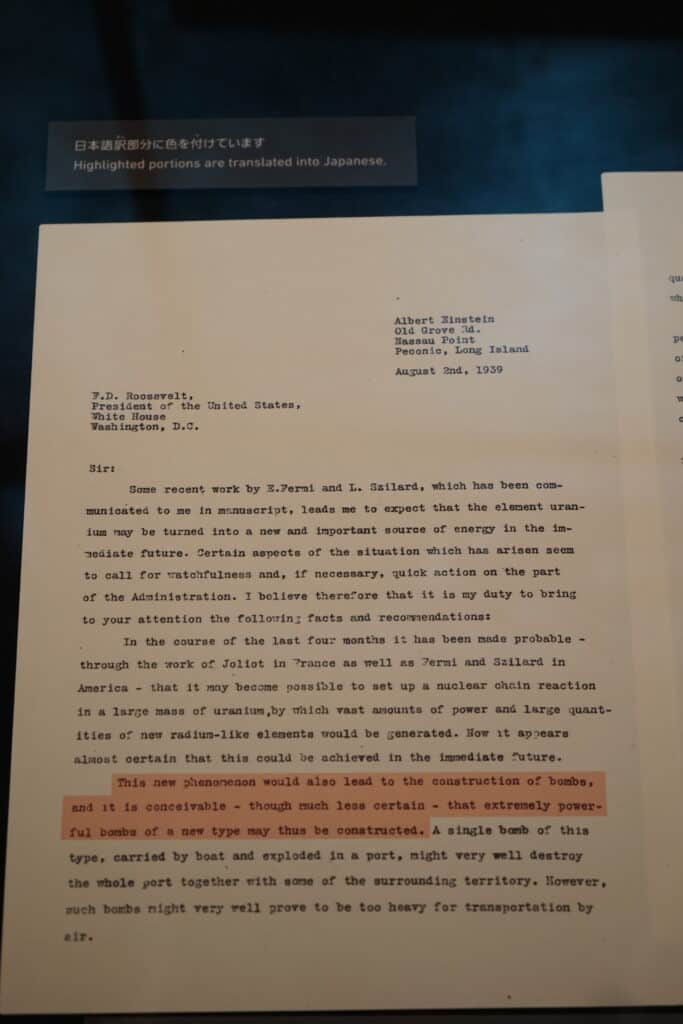 日本語訳部分に色を付けています
Highlighted portions are translated into Japanese.
Albert Einstein
Old Grove Rd.
Nassau Point
Peconic, Long Island
August 2nd, 1939
F.D. Roosevelt,
President of the United States,
White House
Washington, D.C.
Sir:
Some recent work by E.Fermi and L. Szilard, which has been com-
municated to me in manuscript, leads me to expect that the element uran-
ium may be turned into a new and important source of energy in the im-
mediate future. Certain aspects of the situation which has arisen seem
to call for watchfulness and, if necessary, quick action on the part
of the Administration. I believe therefore that it is my duty to bring
to your attention the following facts and recommendations:
In the course of the last four months it has been made probable -
through the work of Joliot in France as well as Fermi and Szilard in
America - that it may become possible to set up a nuclear chain reaction
in a large mass of uranium,by which vast amounts of power and large quant-
ities of new radium-like elements would be generated. Now it appears
almost certain that this could be achieved in the immediate future.
This new phenomenon would also lead to the construction of bombs,
and it is conceivable - though much less certain - that extremely power-
ful bombs of a new type may thus be constructed. A single bomb of this
type, carried by boat and exploded in a port, might very well destroy
the whole port together with some of the surrounding territory. However,
such bombs might very well prove to be too heavy for transportation by
air.